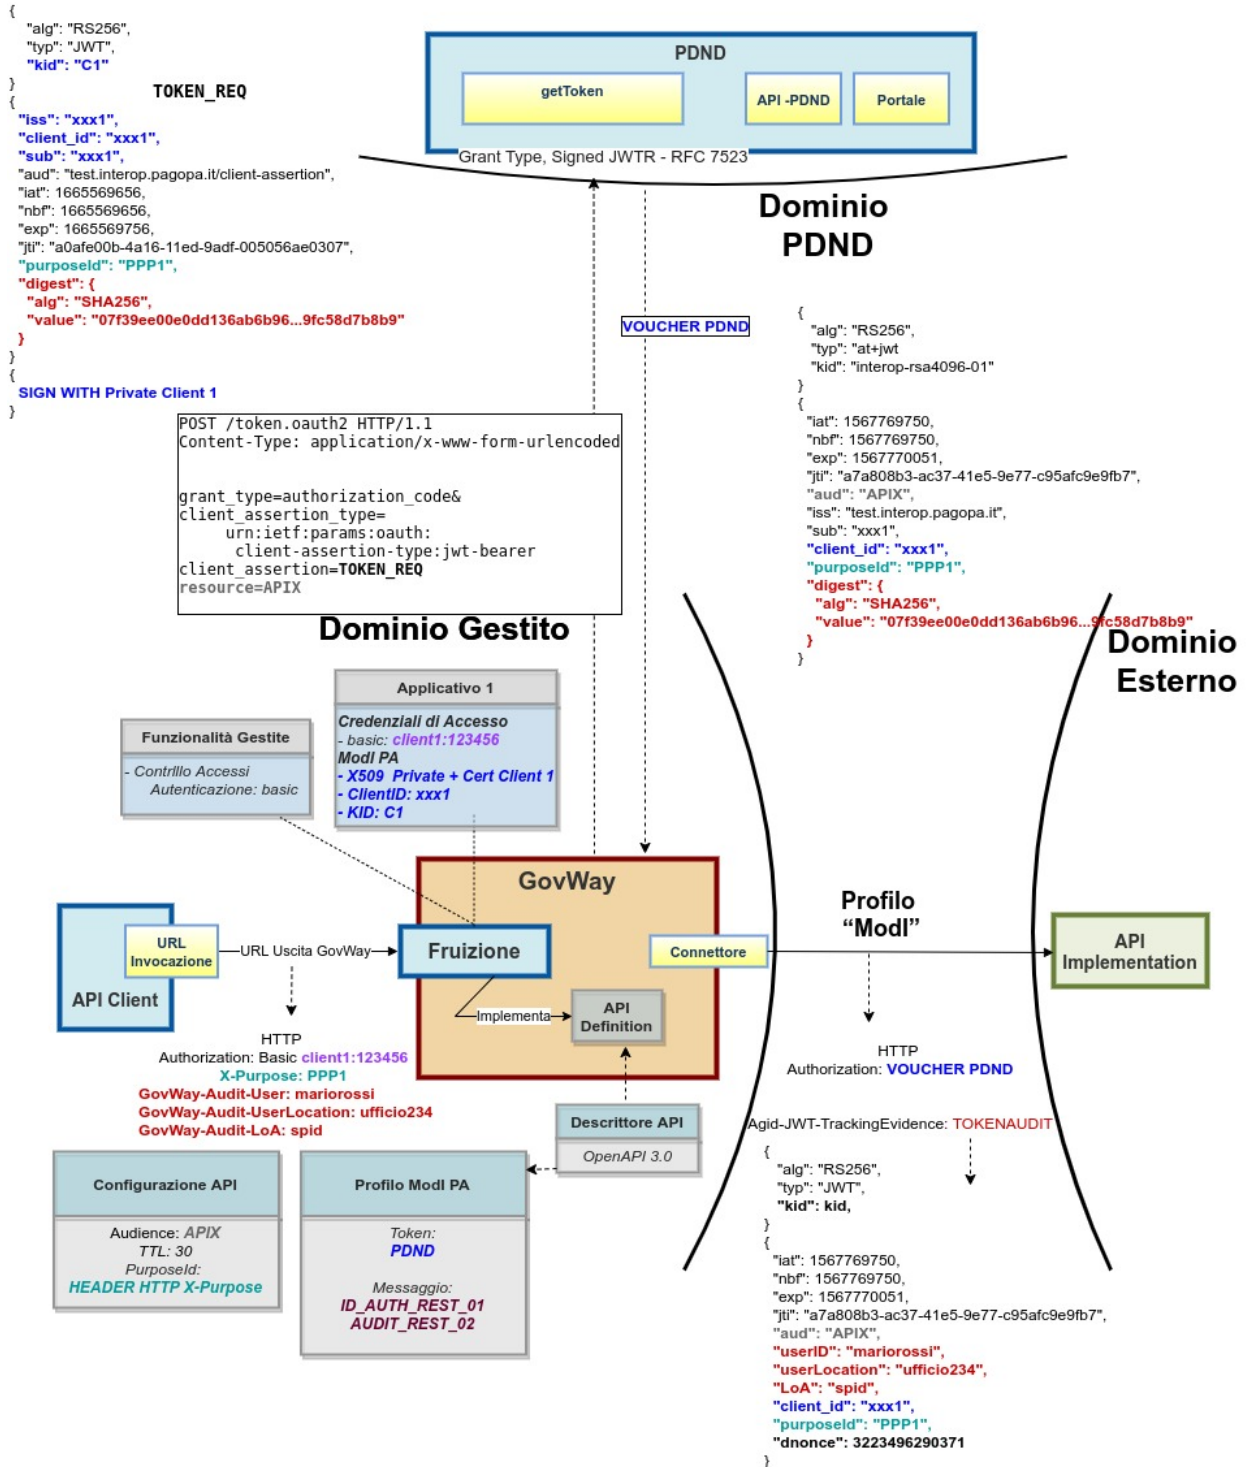 {
"alg": "RS256",
"typ": "JWT",
"kid": "C1"
}
TOKEN_REQ
{
"iss": "xxx1",
"client_id": "xxx1",
"sub": "xxx1",
"aud": "test.interop.pagopa.it/client-assertion",
"iat": 1665569656,
"nbf": 1665569656,
"exp": 1665569756,
"jti": "a0afe00b-4a16-11ed-9adf-005056ae0307",
"purposeId": "PPP1",
"digest": {
"alg": "SHA256",
"value": "07f39ee00e0dd136ab6b96...9fc58d7b8b9"
}
}
{
SIGN WITH Private Client 1
}
PDND
getToken
API -PDND
Portale
Grant Type, Signed JWTR - RFC 7523
Dominio
PDND
VOUCHER PDND
{
"alg": "RS256",
"typ": "at+jwt
"kid": "interop-rsa4096-01"
}
{
"iat": 1567769750,
"nbf": 1567769750,
"exp": 1567770051,
"jti": "a7a808b3-ac37-41e5-9e77-c95afc9e9fb7",
"aud": "APIX",
"iss": "test.interop.pagopa.it",
"sub": "xxx1",
"client_id": "xxx1",
"purposeId": "PPP1",
"digest": {
"alg": "SHA256",
"value": "07f39ee00e0dd136ab6b96...9fc58d7b8b9"
}
}
POST /token.oauth2 HTTP/1.1
Content-Type: application/x-www-form-urlencoded
grant_type=authorization_code&
client_assertion_type=
urn:ietf:params:oauth:
client-assertion-type:jwt-bearer
client_assertion=TOKEN_REQ
resource=APIX
Dominio Gestito
Dominio
Esterno
Applicativo 1
Credenziali di Accesso
- basic: client1:123456
ModI PA
- X509 Private + Cert Client 1
- ClientID: xxx1
- KID: C1
Funzionalità Gestite
- Contrllo Accessi
Autenticazione: basic
GovWay
URL
Invocazione
API Client
URL Uscita GovWay
Fruizione
Connettore
Implementa
API
Definition
Profilo
“ModI”
API
Implementation
HTTP
Authorization: Basic client1:123456
X-Purpose: PPP1
GovWay-Audit-User: mariorossi
GovWay-Audit-UserLocation: ufficio234
GovWay-Audit-LoA: spid
HTTP
Authorization: VOUCHER PDND
Descrittore API
OpenAPI 3.0
Configurazione API
Audience: APIX
TTL: 30
PurposeId:
HEADER HTTP X-Purpose
Profilo ModI PA
Token:
PDND
Messaggio:
ID_AUTH_REST_01
AUDIT_REST_02
Agid-JWT-TrackingEvidence: TOKENAUDIT
{
"alg": "RS256",
"typ": "JWT",
"kid": kid,
}
{
"iat": 1567769750,
"nbf": 1567769750,
"exp": 1567770051,
"jti": "a7a808b3-ac37-41e5-9e77-c95afc9e9fb7",
"aud": "APIX",
"userID": "mariorossi",
"userLocation": "ufficio234",
"LoA": "spid",
"client_id": "xxx1",
"purposeId": "PPP1",
"dnonce": 3223496290371
}